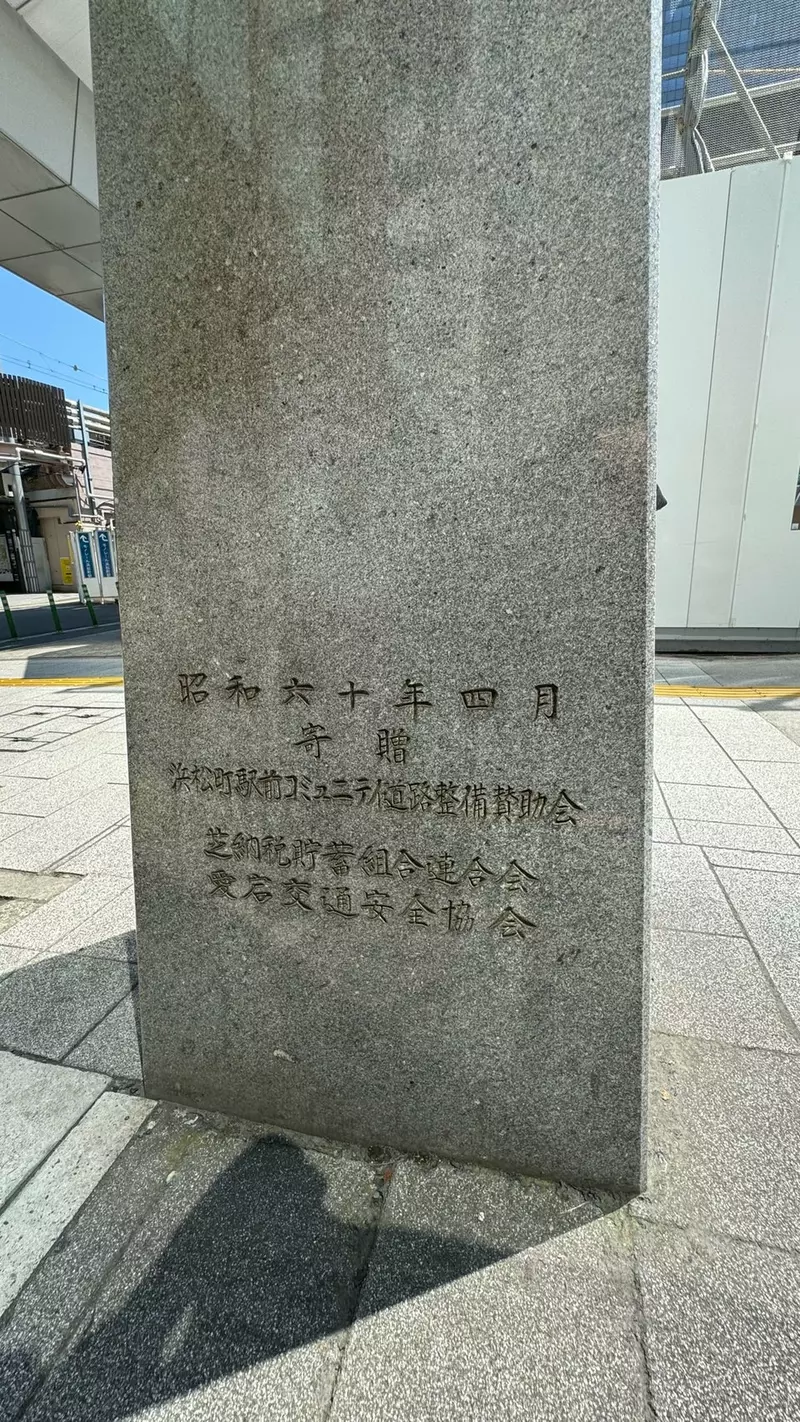 昭和六十年四月
寄贈
浜松町駅前コミュニティ道路整備賛助会
芝納税貯蓄組合連合会
愛宕交通安全協会